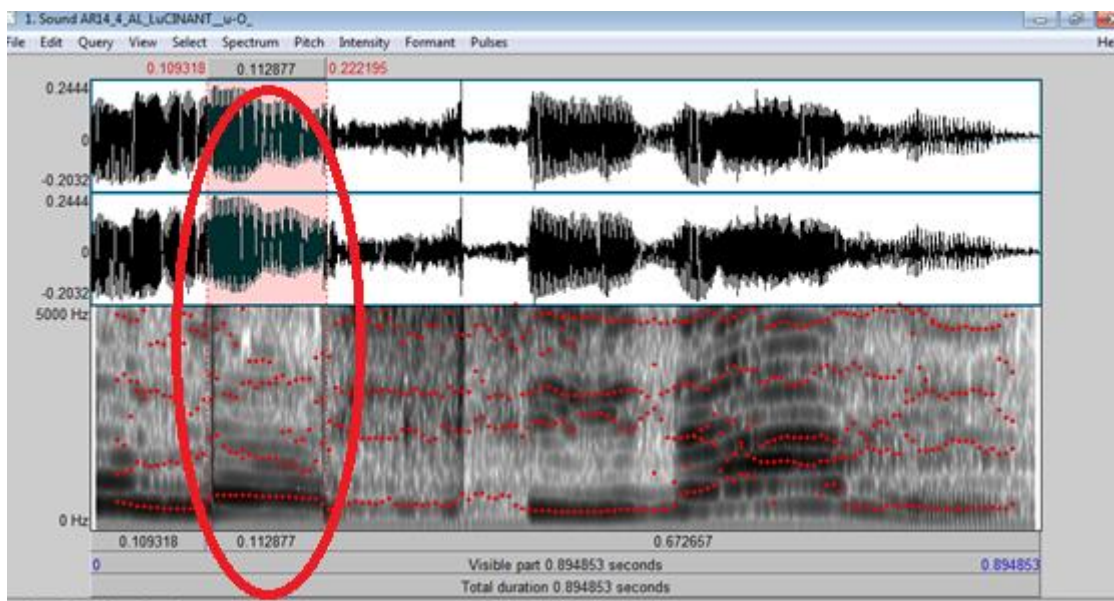 1. Sound AR14_4_AL_LuCINANT__u-O_
File Edit Query View Select Spectrum Pitch Intensity Formant Pulses He
0.109318 0.112877 0.222195
0.2444
0
-0.2032
0.2444
0
-0.2032
5000 Hz
0 Hz
0.109318 0.112877 0.672657
0 Visible part 0.894853 seconds 0.894853
Total duration 0.894853 seconds